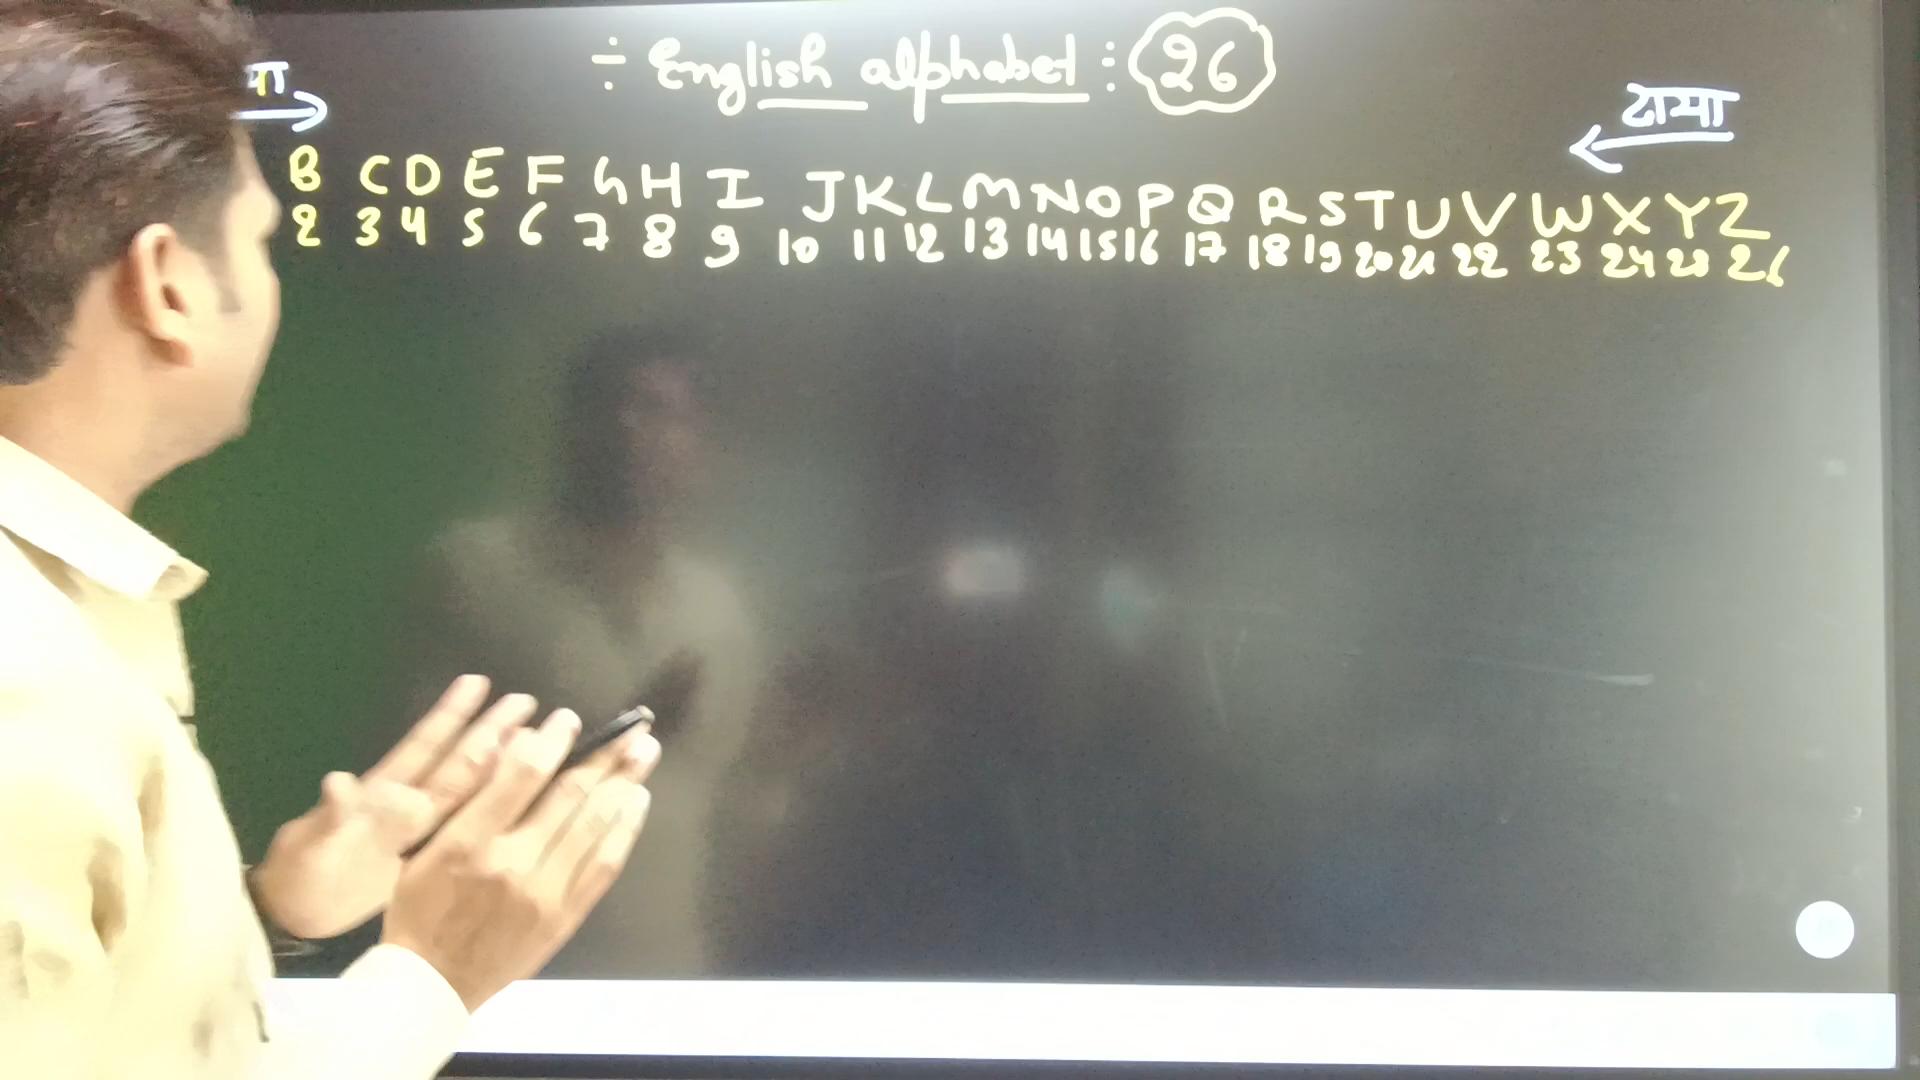 ÷ English alphabet : 26
दायाँ
B C D E F G H I J K L M N O P Q R S T U V W X Y Z
2 3 4 5 6 7 8 9 10 11 12 13 14 15 16 17 18 19 20 21 22 23 24 25 26